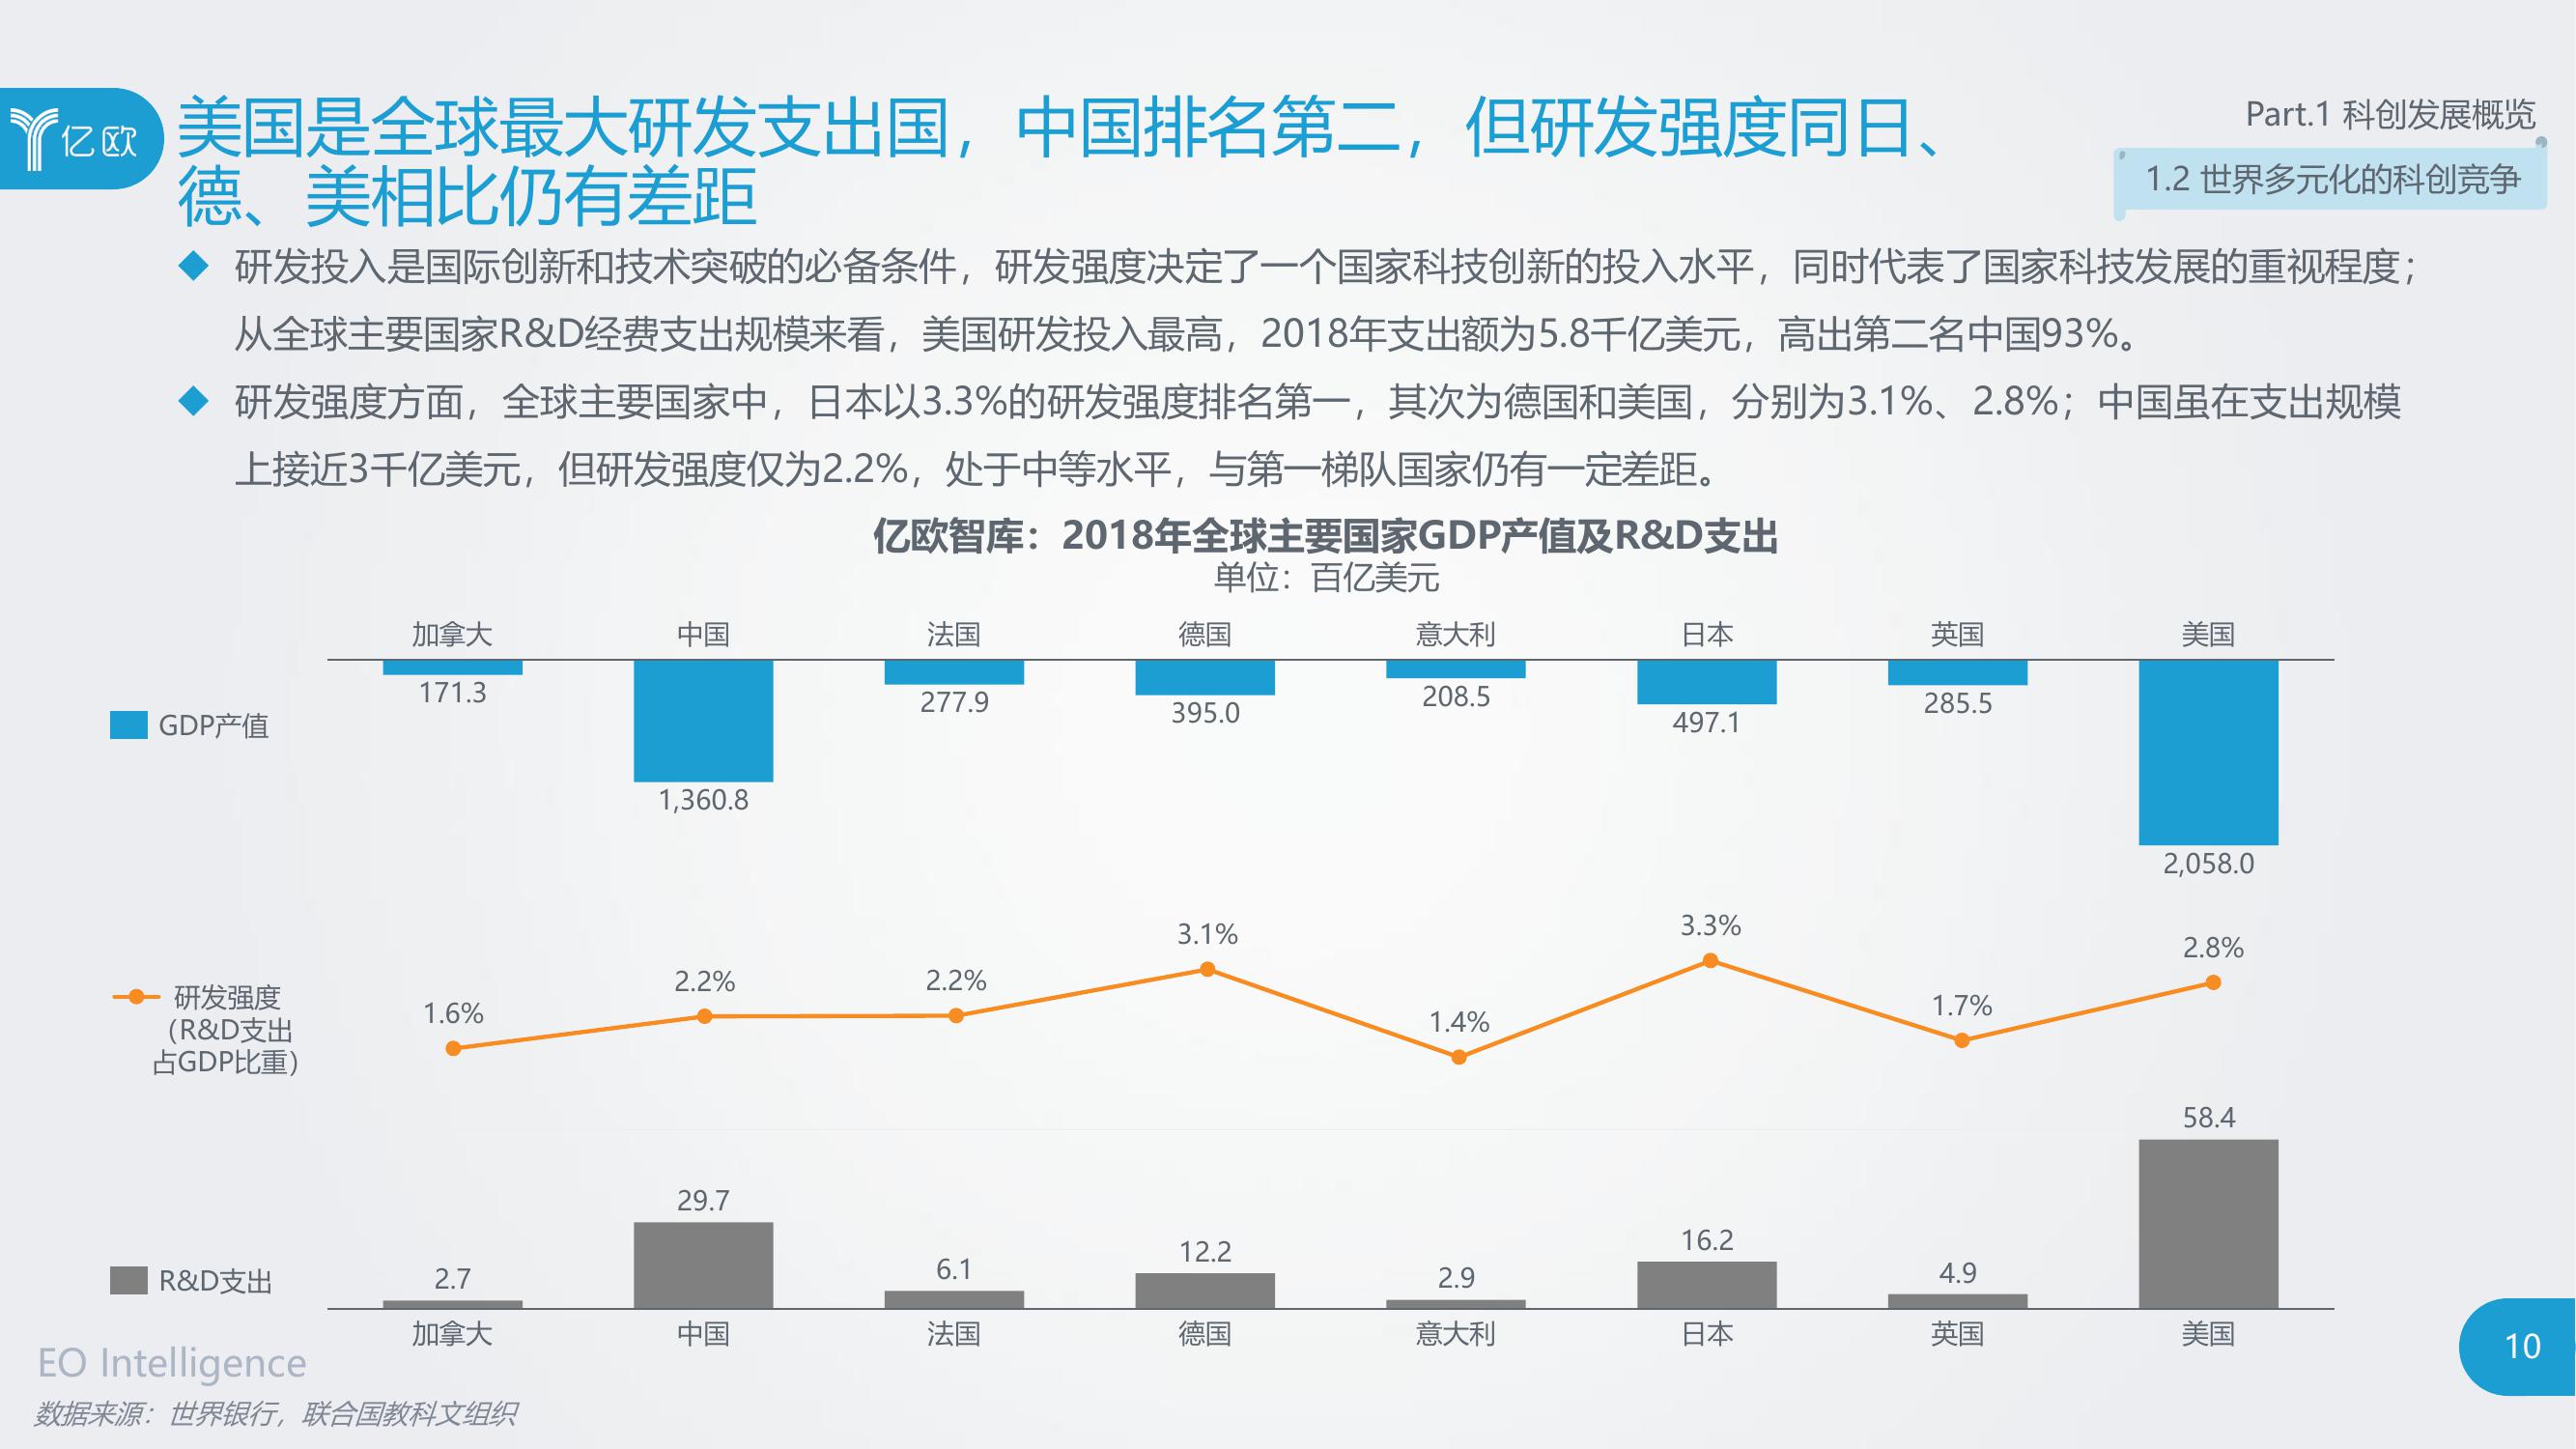 亿欧
美国是全球最大研发支出国，中国排名第二，但研发强度同日、
德、美相比仍有差距
Part.1 科创发展概览
1.2 世界多元化的科创竞争
研发投入是国际创新和技术突破的必备条件，研发强度决定了一个国家科技创新的投入水平，同时代表了国家科技发展的重视程度；
从全球主要国家R&D经费支出规模来看，美国研发投入最高，2018年支出额为5.8千亿美元，高出第二名中国93%。
研发强度方面，全球主要国家中，日本以3.3%的研发强度排名第一，其次为德国和美国，分别为3.1%、2.8%；中国虽在支出规模
上接近3千亿美元，但研发强度仅为2.2%，处于中等水平，与第一梯队国家仍有一定差距。
亿欧智库：2018年全球主要国家GDP产值及R&D支出
单位：百亿美元
加拿大 中国 法国 德国 意大利 日本 英国 美国
GDP产值
171.3 1,360.8 277.9 395.0 208.5 497.1 285.5 2,058.0
研发强度
（R&D支出
占GDP比重）
1.6% 2.2% 2.2% 3.1% 1.4% 3.3% 1.7% 2.8%
R&D支出
2.7 29.7 6.1 12.2 2.9 16.2 4.9 58.4
加拿大 中国 法国 德国 意大利 日本 英国 美国
EO Intelligence
10
数据来源：世界银行，联合国教科文组织